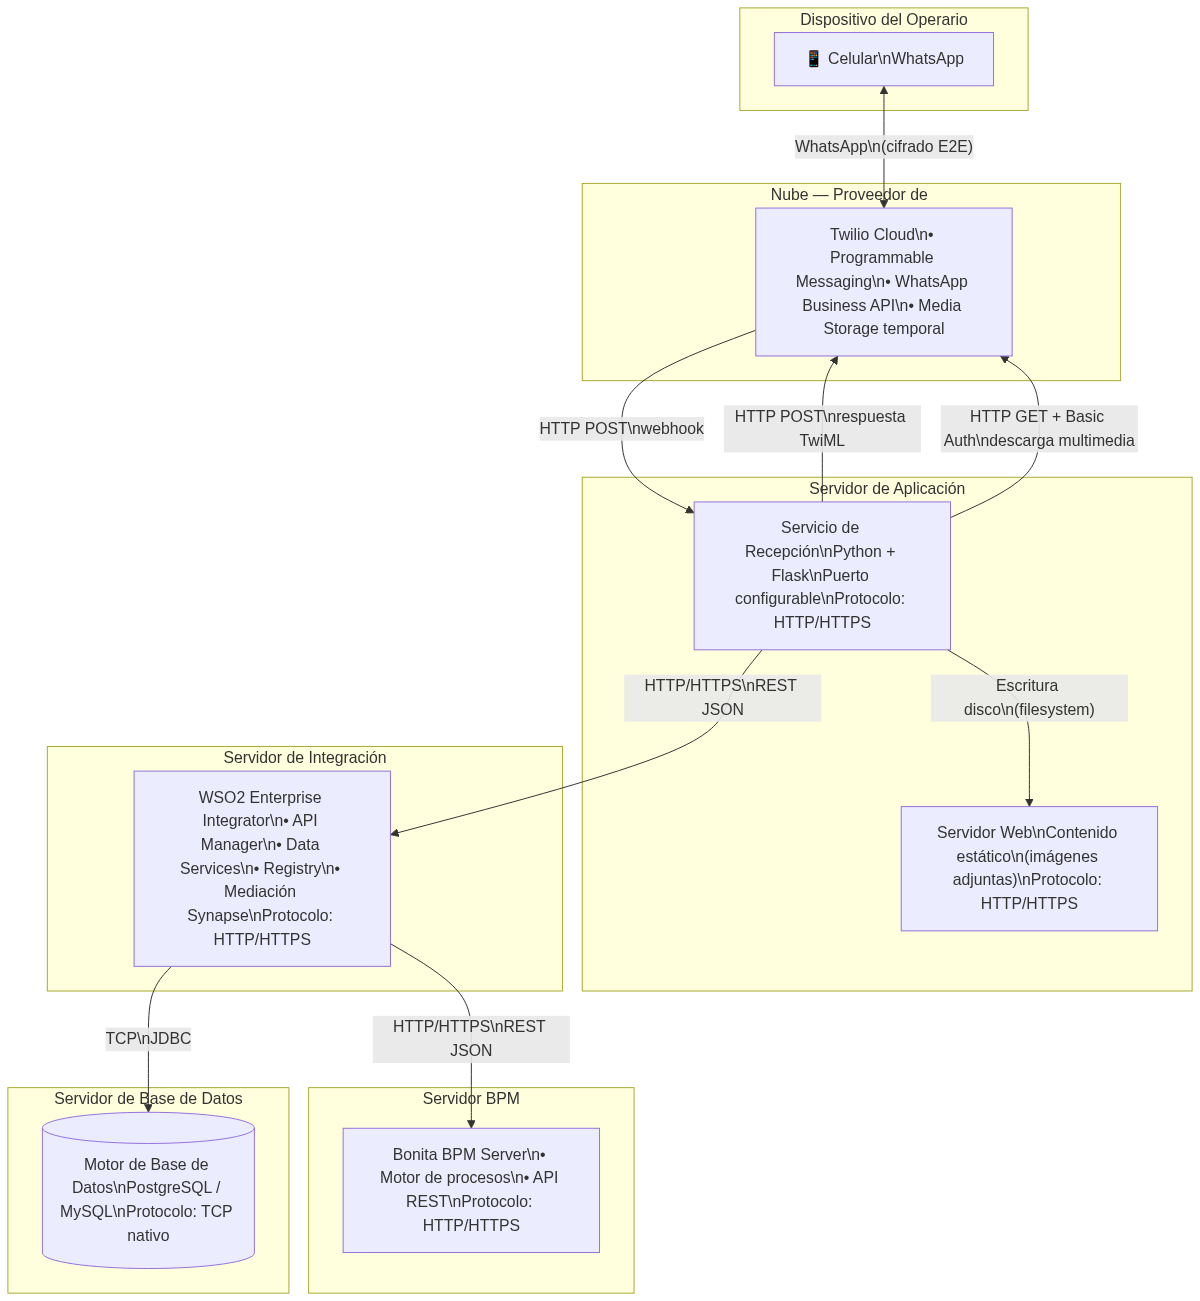 Dispositivo del Operario
📱 Celular\nWhatsApp
WhatsApp\n(cifrado E2E)
Nube — Proveedor de
Twilio Cloud\n•
Programmable
Messaging\n• WhatsApp
Business API\n• Media
Storage temporal
HTTP POST\nwebhook
HTTP POST\nrespuesta
TwiML
HTTP GET + Basic
Auth\ndescarga multimedia
Servidor de Aplicación
Servicio de
Recepción\nPython +
Flask\nPuerto
configurable\nProtocolo:
HTTP/HTTPS
HTTP/HTTPS\nREST
JSON
Escritura
disco\n(filesystem)
Servidor de Integración
WSO2 Enterprise
Integrator\n• API
Manager\n• Data
Services\n• Registry\n•
Mediación
Synapse\nProtocolo:
HTTP/HTTPS
Servidor Web\nContenido
estático\n(imágenes
adjuntas)\nProtocolo:
HTTP/HTTPS
TCP\nJDBC
HTTP/HTTPS\nREST
JSON
Servidor de Base de Datos
Motor de Base de
Datos\nPostgreSQL /
MySQL\nProtocolo: TCP
nativo
Servidor BPM
Bonita BPM Server\n•
Motor de procesos\n• API
REST\nProtocolo:
HTTP/HTTPS